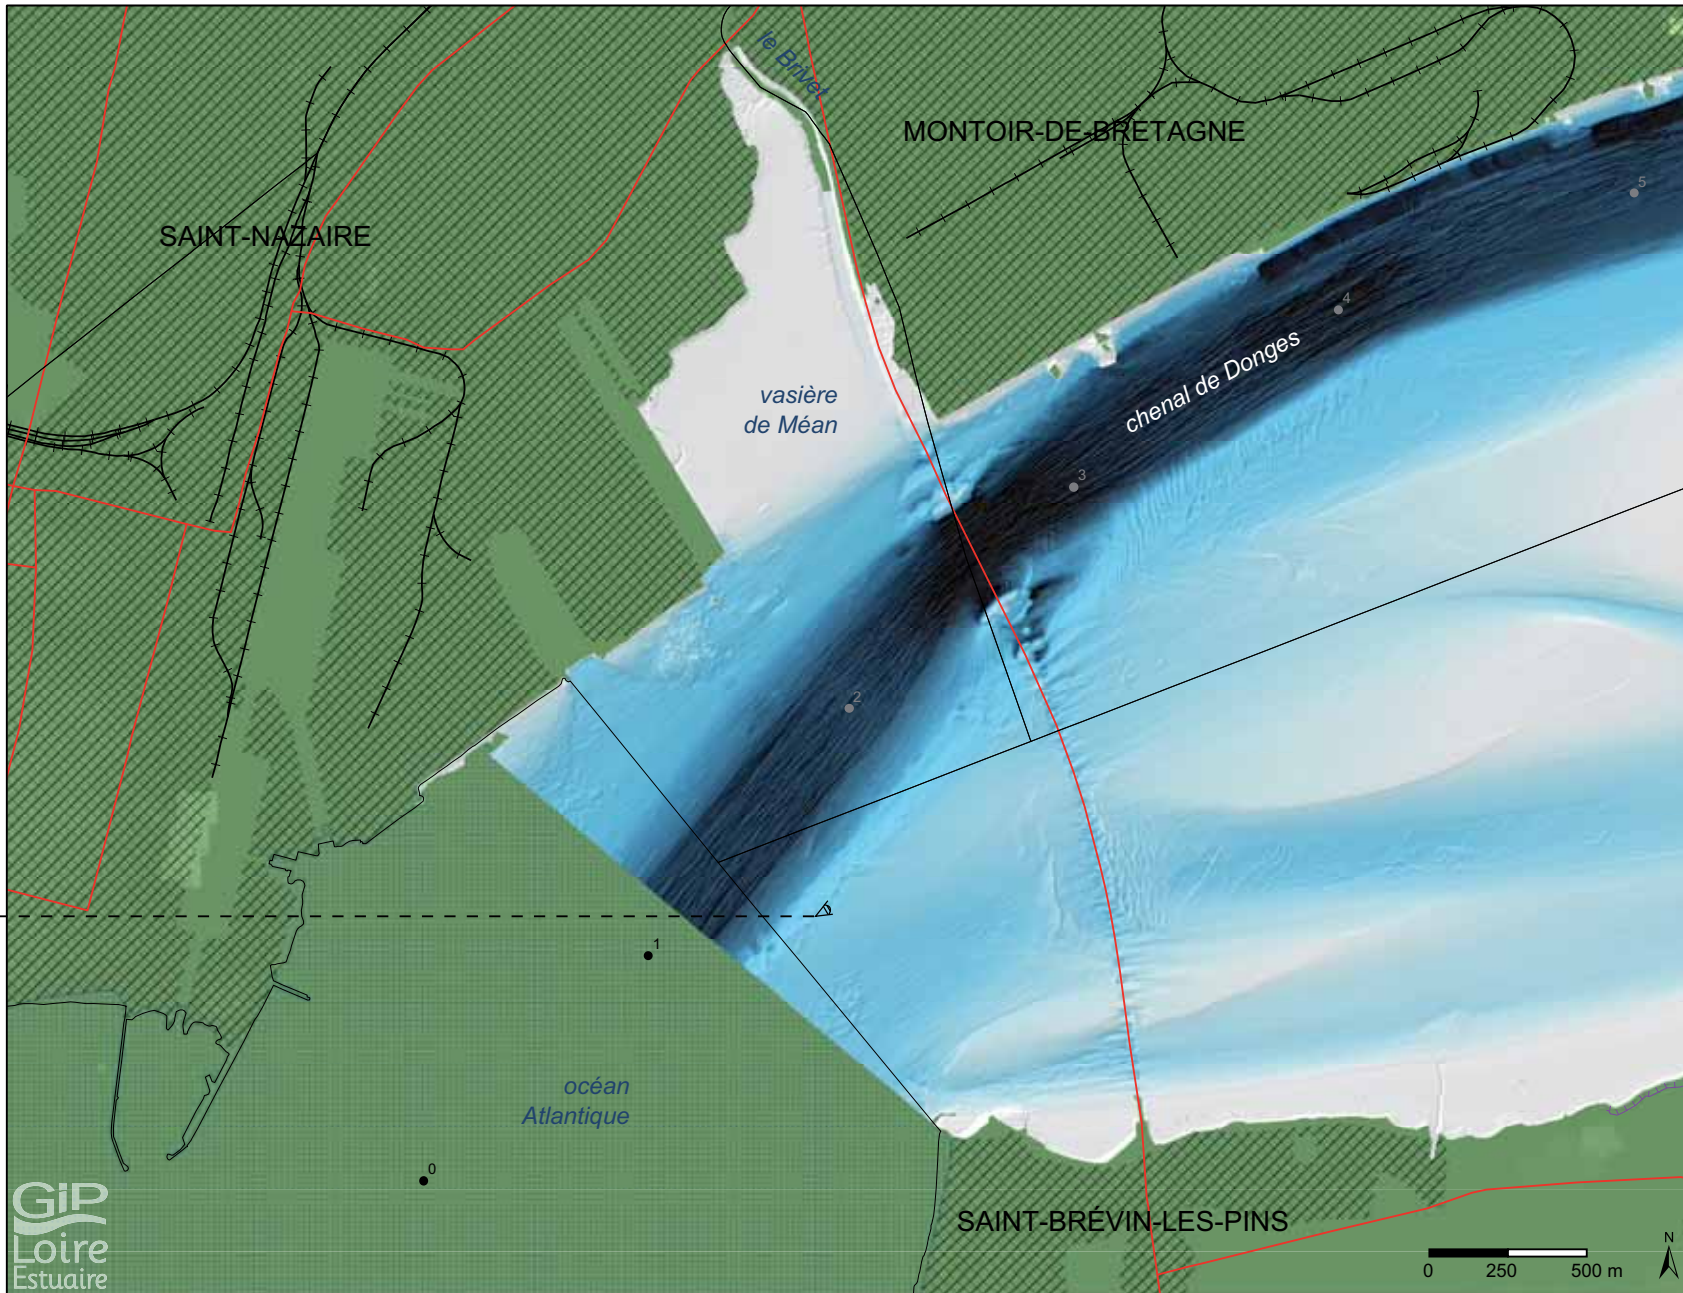 le Brivet
MONTOIR-DE-BRETAGNE
5
SAINT-NAZAIRE
4
chenal de Donges
vasière
de Méan
3
2
1
océan
Atlantique
0
GiP
Loire
Estuaire
SAINT-BRÉVIN-LES-PINS
N
0 250 500 m